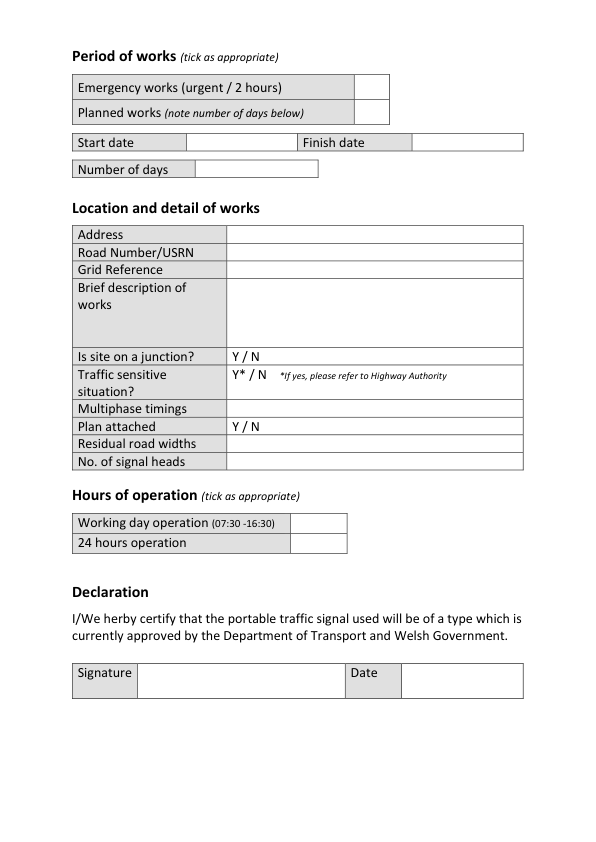 Period of works (tick as appropriate)
Emergency works (urgent / 2 hours)
Planned works (note number of days below)
Start date Finish date
Number of days
Location and detail of works
Address
Road Number/USRN
Grid Reference
Brief description of
works
Is site on a junction? Y / N
Traffic sensitive Y* / N *If yes, please refer to Highway Authority
situation?
Multiphase timings
Plan attached Y / N
Residual road widths
No. of signal heads
Hours of operation (tick as appropriate)
Working day operation (07:30 -16:30)
24 hours operation
Declaration
I/We herby certify that the portable traffic signal used will be of a type which is
currently approved by the Department of Transport and Welsh Government.
Signature Date